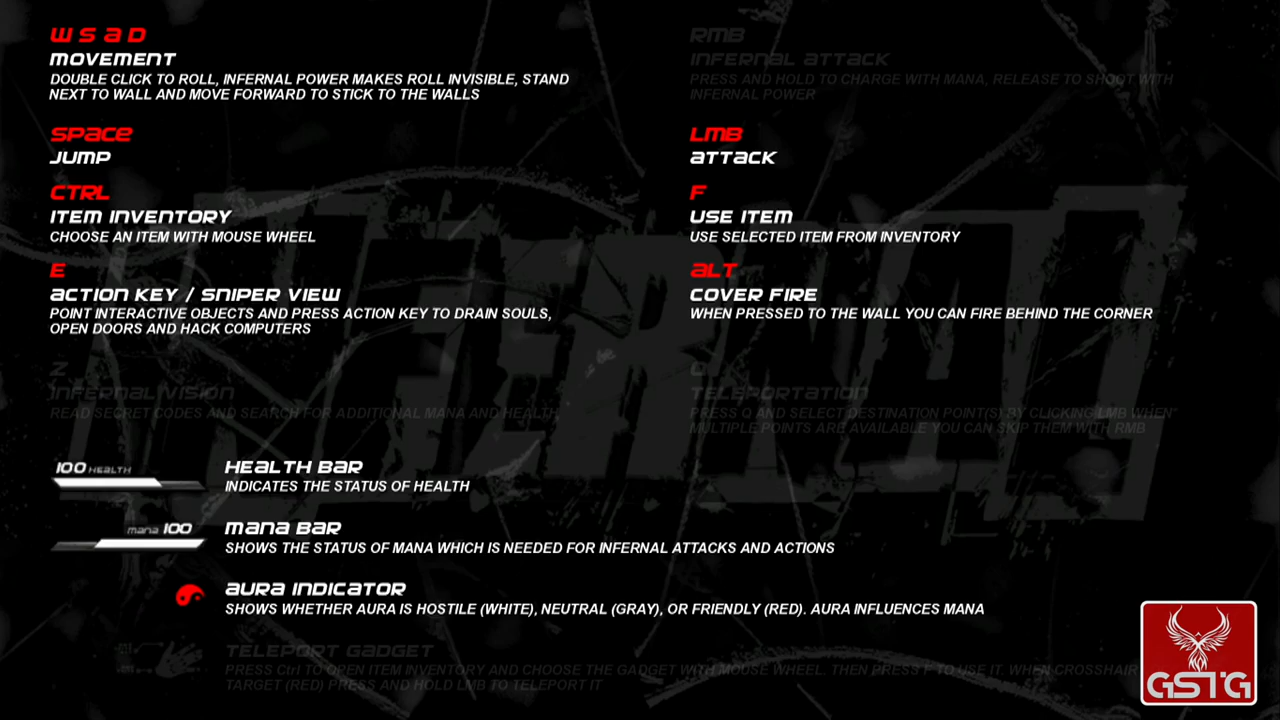 W S A D
MOVEMENT
DOUBLE CLICK TO ROLL, INFERNAL POWER MAKES ROLL INVISIBLE, STAND
NEXT TO WALL AND MOVE FORWARD TO STICK TO THE WALLS
RMB
INFERNAL ATTACK
PRESS AND HOLD TO CHARGE WITH MANA, RELEASE TO SHOOT WITH
INFERNAL POWER
SPACE
JUMP
LMB
ATTACK
CTRL
ITEM INVENTORY
CHOOSE AN ITEM WITH MOUSE WHEEL
F
USE ITEM
USE SELECTED ITEM FROM INVENTORY
E
ACTION KEY / SNIPER VIEW
POINT INTERACTIVE OBJECTS AND PRESS ACTION KEY TO DRAIN SOULS,
OPEN DOORS AND HACK COMPUTERS
ALT
COVER FIRE
WHEN PRESSED TO THE WALL YOU CAN FIRE BEHIND THE CORNER
Z
INFERNAL VISION
READ SECRET CODES AND SEARCH FOR ADDITIONAL MANA AND HEALTH
Q
TELEPORTATION
PRESS Q AND SELECT DESTINATION POINT(S) BY CLICKING LMB WHEN
MULTIPLE POINTS ARE AVAILABLE YOU CAN SKIP THEM WITH RMB
100 HEALTH
HEALTH BAR
INDICATES THE STATUS OF HEALTH
MANA 100
MANA BAR
SHOWS THE STATUS OF MANA WHICH IS NEEDED FOR INFERNAL ATTACKS AND ACTIONS
AURA INDICATOR
SHOWS WHETHER AURA IS HOSTILE (WHITE), NEUTRAL (GRAY), OR FRIENDLY (RED). AURA INFLUENCES MANA
TELEPORT GADGET
PRESS Ctrl TO OPEN ITEM INVENTORY AND CHOOSE THE GADGET WITH MOUSE WHEEL. THEN PRESS F TO USE IT. WHEN CROSSHAIR
TARGET (RED) PRESS AND HOLD LMB TO TELEPORT IT
INFERNAL
GSTG